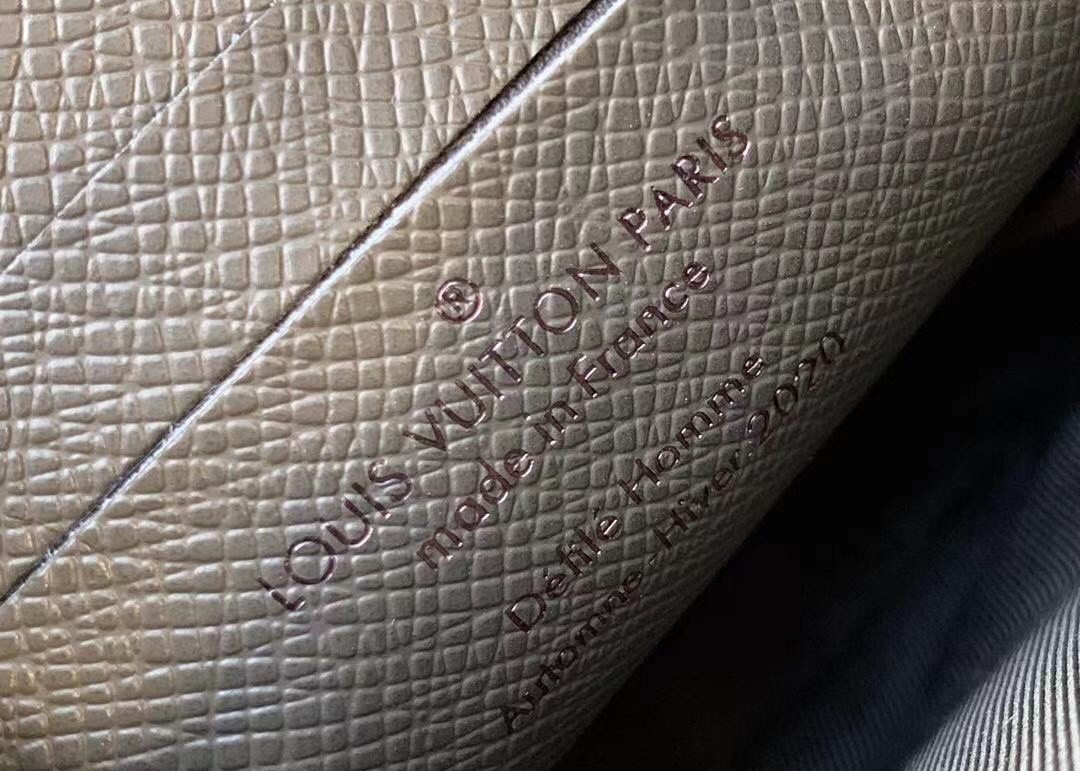 ®
LOUIS VUITTON PARIS
made in France
Défilé Homme
Automne - Hiver 2020